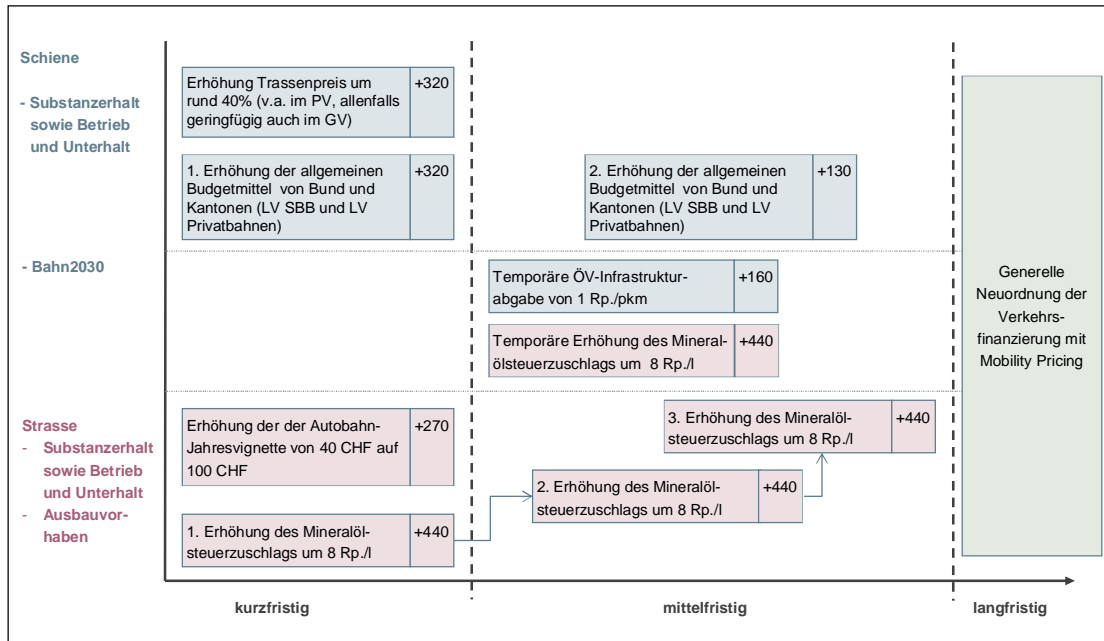 Schiene
- Substanzerhalt
sowie Betrieb
und Unterhalt
Erhöhung Trassenpreis um
rund 40% (v.a. im PV, allenfalls
geringfügig auch im GV)
+320
1. Erhöhung der allgemeinen
Budgetmittel von Bund und
Kantonen (LV SBB und LV
Privatbahnen)
+320
2. Erhöhung der allgemeinen
Budgetmittel von Bund und
Kantonen (LV SBB und LV
Privatbahnen)
+130
- Bahn2030
Temporäre ÖV-Infrastruktur-
abgabe von 1 Rp./pkm
+160
Temporäre Erhöhung des Mineral-
ölsteuerzuschlags um 8 Rp./l
+440
Strasse
- Substanzerhalt
sowie Betrieb
und Unterhalt
- Ausbauvor-
haben
Erhöhung der der Autobahn-
Jahresvignette von 40 CHF auf
100 CHF
+270
1. Erhöhung des Mineralöl-
steuerzuschlags um 8 Rp./l
+440
2. Erhöhung des Mineralöl-
steuerzuschlags um 8 Rp./l
+440
3. Erhöhung des Mineralöl-
steuerzuschlags um 8 Rp./l
+440
Generelle
Neuordnung der
Verkehrs-
finanzierung mit
Mobility Pricing
kurzfristig
mittelfristig
langfristig